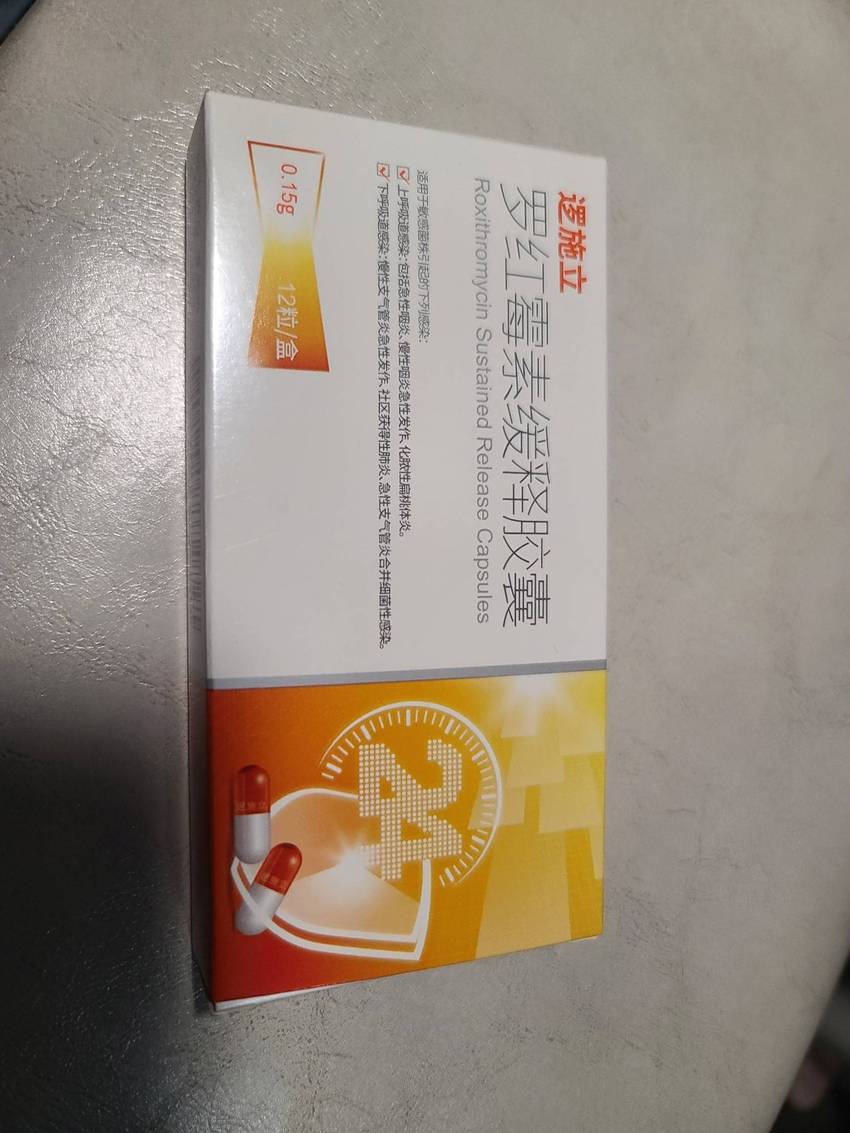 逻施立
罗红霉素缓释胶囊
Roxithromycin Sustained Release Capsules
适用于敏感菌株引起的下列感染：
上呼吸道感染：包括急性咽炎、慢性咽炎急性发作、化脓性扁桃体炎。
下呼吸道感染：慢性支气管炎急性发作、社区获得性肺炎、急性支气管炎合并细菌性感染。
0.15g 12粒/盒
24
逻施立